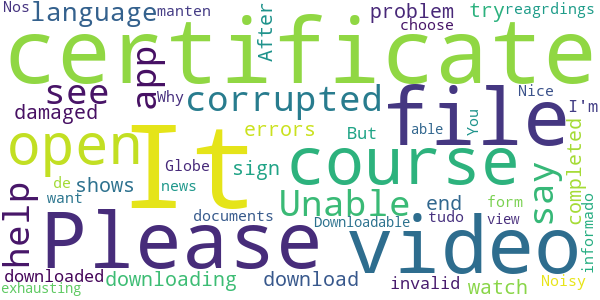 Nos language manten After problem try reagrdings
choose
certificate
see app Why corrupted Nice
damaged file I'm
open It errors But able You
Globe sign course say completed
shows de want news Unable end form
help documents Downloadable tudo view informado
Please video
downloaded downloading download invalid watch Noisy
exhausting